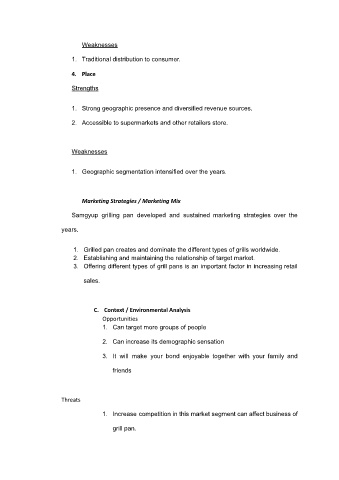 Weaknesses
1. Traditional distribution to consumer.
4. Place
Strengths
1. Strong geographic presence and diversified revenue sources.
2. Accessible to supermarkets and other retailers store.
Weaknesses
1. Geographic segmentation intensified over the years.
Marketing Strategies / Marketing Mix
Samgyup grilling pan developed and sustained marketing strategies over the
years.
1. Grilled pan creates and dominate the different types of grills worldwide.
2. Establishing and maintaining the relationship of target market
3. Offering different types of grill pans is an important factor in increasing retail
sales.
C. Context / Environmental Analysis
Opportunities
1. Can target more groups of people
2. Can increase its demographic sensation
3. It will make your bond enjoyable together with your family and
friends
Threats
1. Increase competition in this market segment can affect business of
grill pan.